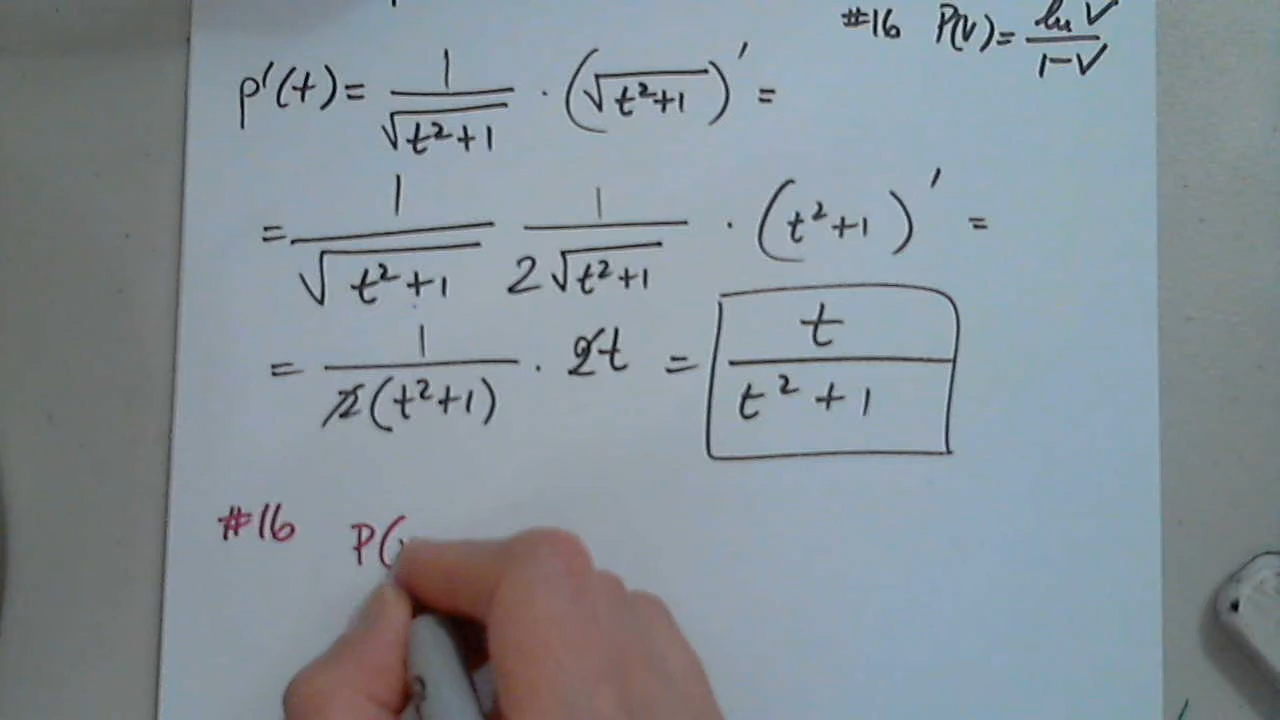 #16 P(V)= ln V / 1-V
p'(t)= 1 / √(t²+1) · (√(t²+1))' =
= 1 / √(t²+1) 1 / 2√(t²+1) · (t²+1)' =
= 1 / 2(t²+1) · 2t = t / t²+1
#16 P(